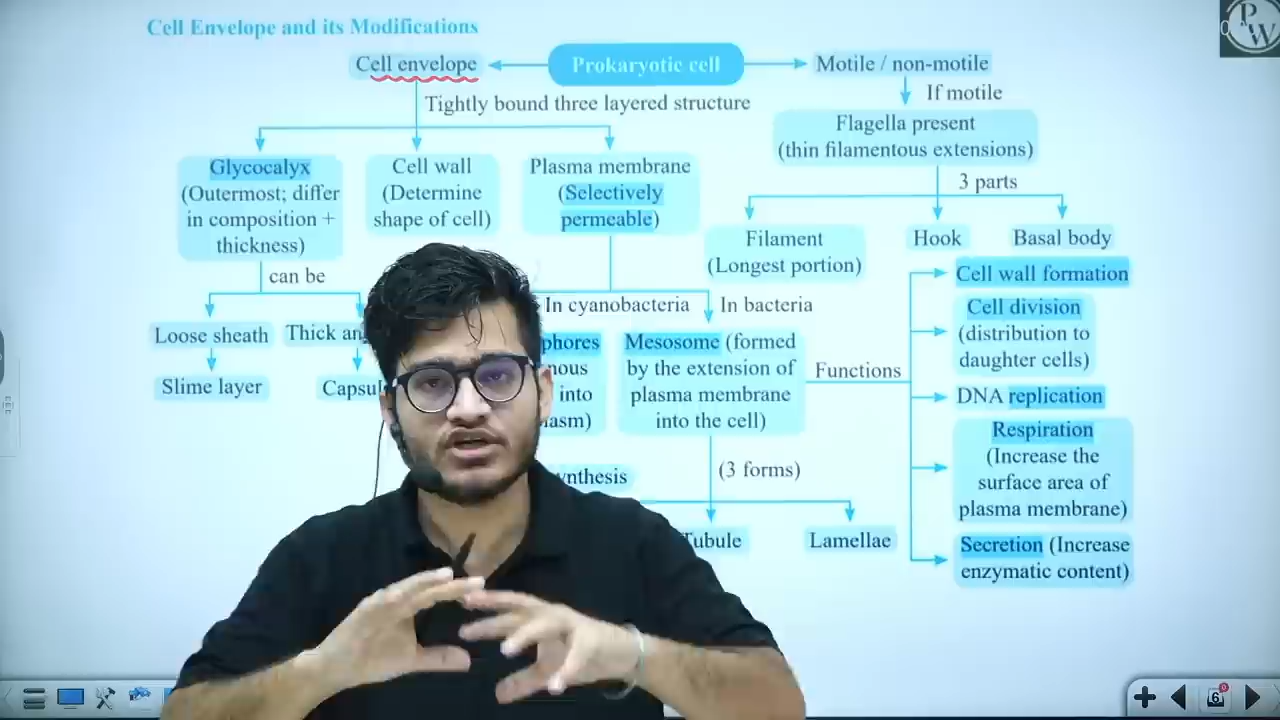 Cell Envelope and its Modifications
Cell envelope
Prokaryotic cell
Motile / non-motile
If motile
Tightly bound three layered structure
Flagella present
(thin filamentous extensions)
3 parts
Glycocalyx
(Outermost; differ
in composition +
thickness)
Cell wall
(Determine
shape of cell)
Plasma membrane
(Selectively
permeable)
Filament
(Longest portion)
Hook
Basal body
can be
Loose sheath
Thick
Slime layer
In cyanobacteria
In bacteria
into
Mesosome (formed
by the extension of
plasma membrane
into the cell)
(3 forms)
Lamellae
Functions
Cell wall formation
Cell division
(distribution to
daughter cells)
DNA replication
Respiration
(Increase the
surface area of
plasma membrane)
Secretion (Increase
enzymatic content)
PW
6